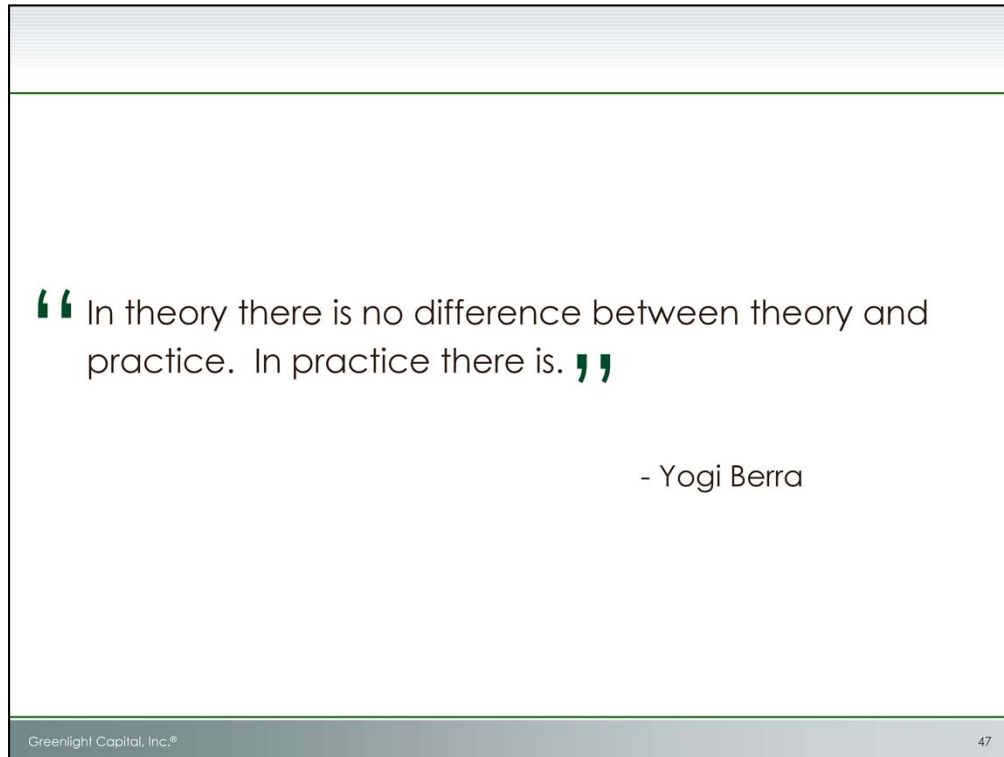 “ In theory there is no difference between theory and
practice.  In practice there is. ”
- Yogi Berra
Greenlight Capital, Inc.®
47